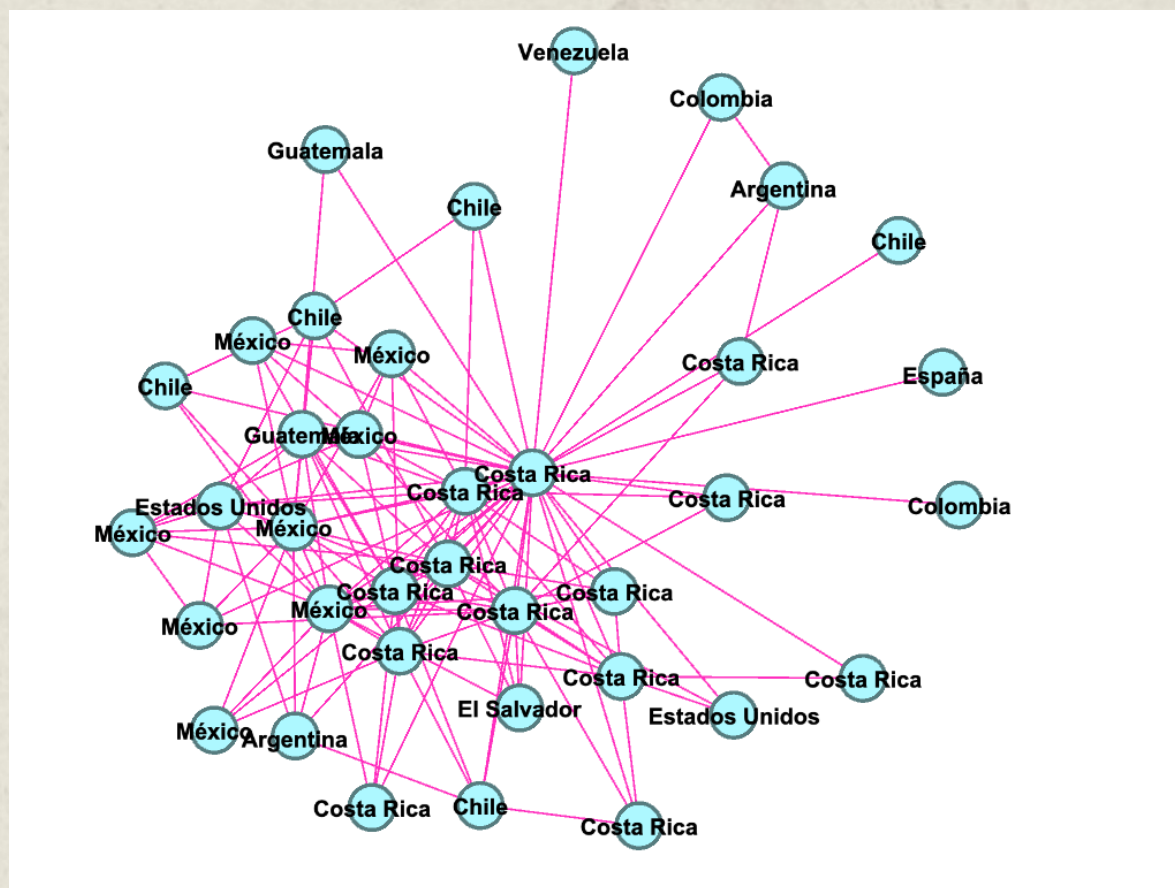 Venezuela
Colombia
Guatemala
Argentina
Chile
Chile
Chile
México
México
Costa Rica
España
Chile
Guatemala
México
Costa Rica
Costa Rica
Costa Rica
Colombia
Estados Unidos
México
México
Costa Rica
Costa Rica
Costa Rica
México
Costa Rica
México
Costa Rica
Costa Rica
Costa Rica
El Salvador
Estados Unidos
México
Argentina
Costa Rica
Chile
Costa Rica